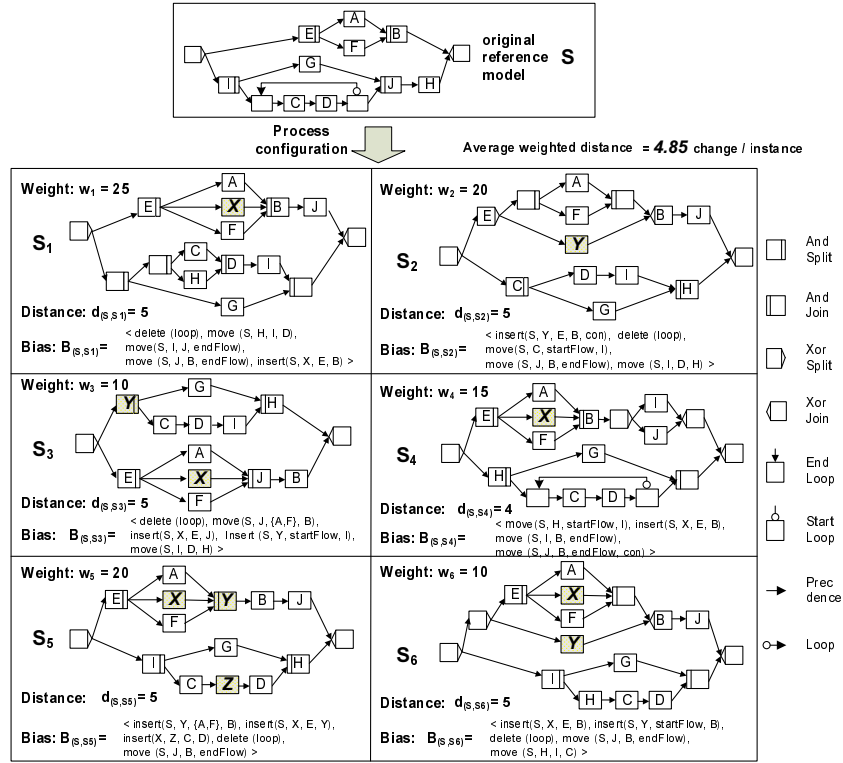 original
reference
model
S
E
A
F
B
I
G
C
D
J
H
Process
configuration
Average weighted distance = 4.85 change / instance
Weight: w1 = 25
S1
E
A
X
F
B
J
C
H
D
I
G
Distance: d(S,S1) = 5
Bias: B(S,S1)=
< delete (loop), move (S, H, I, D),
move(S, I, J, endFlow),
move (S, J, B, endFlow), insert(S, X, E, B) >
Weight: w2 = 20
S2
E
A
F
Y
B
J
C
D
I
G
H
Distance: d(S,S2) = 5
Bias: B(S,S2)=
< insert(S, Y, E, B, con), delete (loop),
move(S, C, startFlow, I),
move(S, J, B, endFlow), move (S, I, D, H) >
Weight: w3 = 10
S3
Y
G
C
D
I
H
E
A
X
F
J
B
Distance: d(S,S3) = 5
Bias: B(S,S3)=
< delete (loop), move(S, J, {A,F}, B),
insert(S, X, E, J), Insert (S, Y, startFlow, I),
move (S, I, D, H) >
Weight: w4 = 15
S4
E
A
X
F
B
I
J
H
G
C
D
Distance: d(S,S4) = 4
Bias: B(S,S4)=
< move(S, H, startFlow, I), insert(S, X, E, B),
move(S, I, B, endFlow),
move (S, J, B, endFlow, con) >
Weight: w5 = 20
S5
E
A
X
F
Y
B
J
I
G
C
Z
D
H
Distance: d(S,S5) = 5
Bias: B(S,S5)=
< insert(S, Y, {A,F}, B), insert(S, X, E, Y),
insert(X, Z, C, D), delete (loop),
move (S, J, B, endFlow) >
Weight: w6 = 10
S6
E
A
X
F
Y
B
J
I
G
H
C
D
Distance: d(S,S6) = 5
Bias: B(S,S6)=
< insert(S, X, E, B), insert(S, Y, startFlow, B),
delete (loop), move (S, J, B, endFlow),
move (S, H, I, C) >
And
Split
And
Join
Xor
Split
Xor
Join
End
Loop
Start
Loop
Prec
dence
Loop